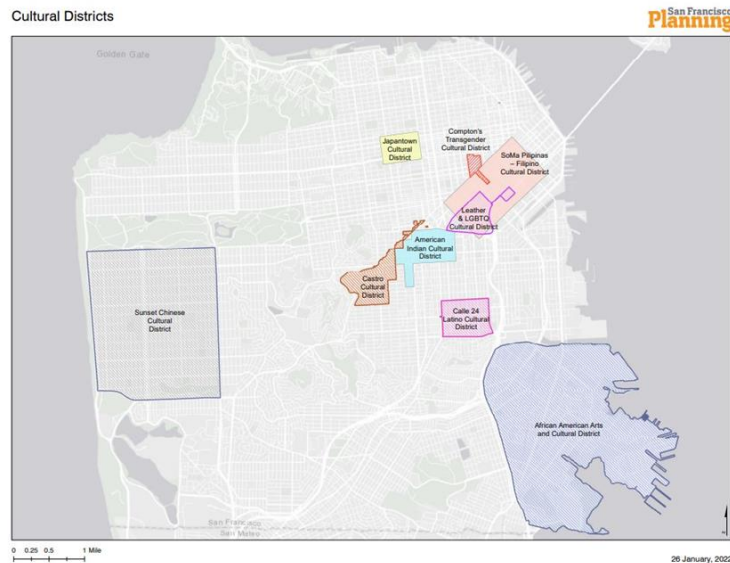 Cultural Districts
San Francisco
Planning
Golden Gate
Japantown
Cultural
District
Compton's
Transgender
Cultural District
SoMa Pilipinas
– Filipino
Cultural District
Leather
& LGBTQ
Cultural District
American
Indian Cultural
District
Castro
Cultural
District
Sunset Chinese
Cultural
District
Calle 24
Latino Cultural
District
African American Arts
and Cultural District
San Francisco
San Mateo
0 0.25 0.5 1 Mile
26 January, 2022